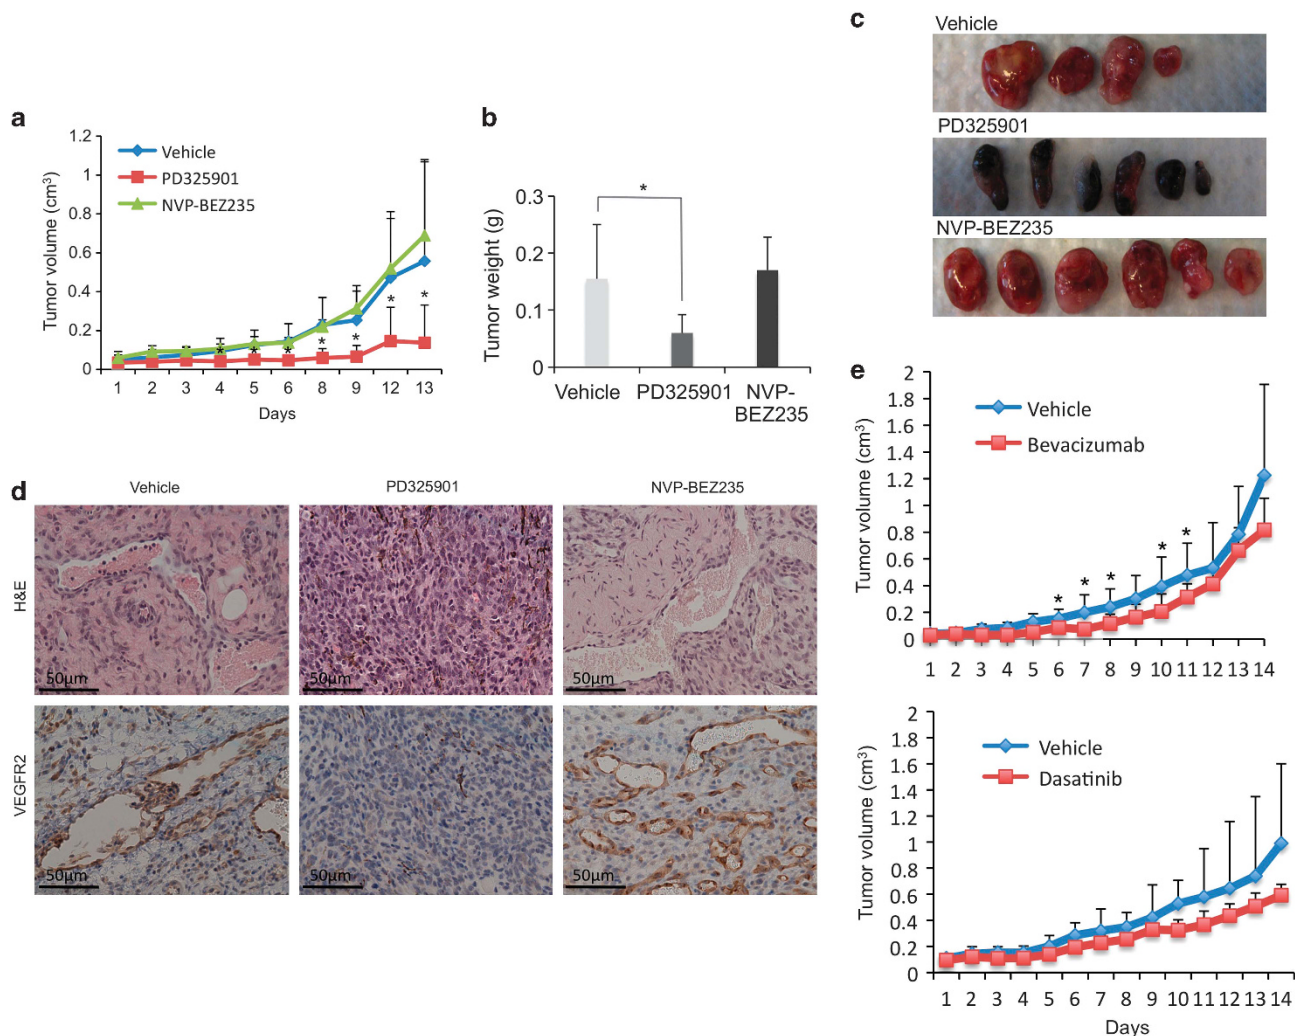 a
Tumor volume (cm³)
1.2
1
0.8
0.6
0.4
0.2
0
Vehicle
PD325901
NVP-BEZ235
* * * * * * *
1 2 3 4 5 6 8 9 12 13
Days
b
Tumor weight (g)
0.3
0.2
0.1
0
*
Vehicle PD325901 NVP-
BEZ235
c
Vehicle
PD325901
NVP-BEZ235
d
Vehicle PD325901 NVP-BEZ235
H&E
50µm 50µm 50µm
VEGFR2
50µm 50µm 50µm
e
Tumor volume (cm³)
2
1.8
1.6
1.4
1.2
1
0.8
0.6
0.4
0.2
0
Vehicle
Bevacizumab
* * * * *
1 2 3 4 5 6 7 8 9 10 11 12 13 14
Tumor volume (cm³)
2
1.8
1.6
1.4
1.2
1
0.8
0.6
0.4
0.2
0
Vehicle
Dasatinib
1 2 3 4 5 6 7 8 9 10 11 12 13 14
Days